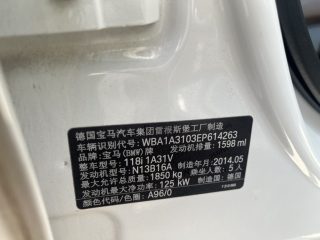 德国宝马汽车集团雷根斯堡工厂制造
车辆识别代号: WBA1A3103EP614263
品牌: 宝马(BMW)牌 发动机排量: 1598 ml
整车型号: 118i 1A31V
发动机型号: N13B16A 制造年月: 2014.05
最大允许总质量: 1850 kg 乘坐人数: 5 人
发动机最大净功率: 125 kW 制造国: 德国
颜色代码/色圈: A96/0